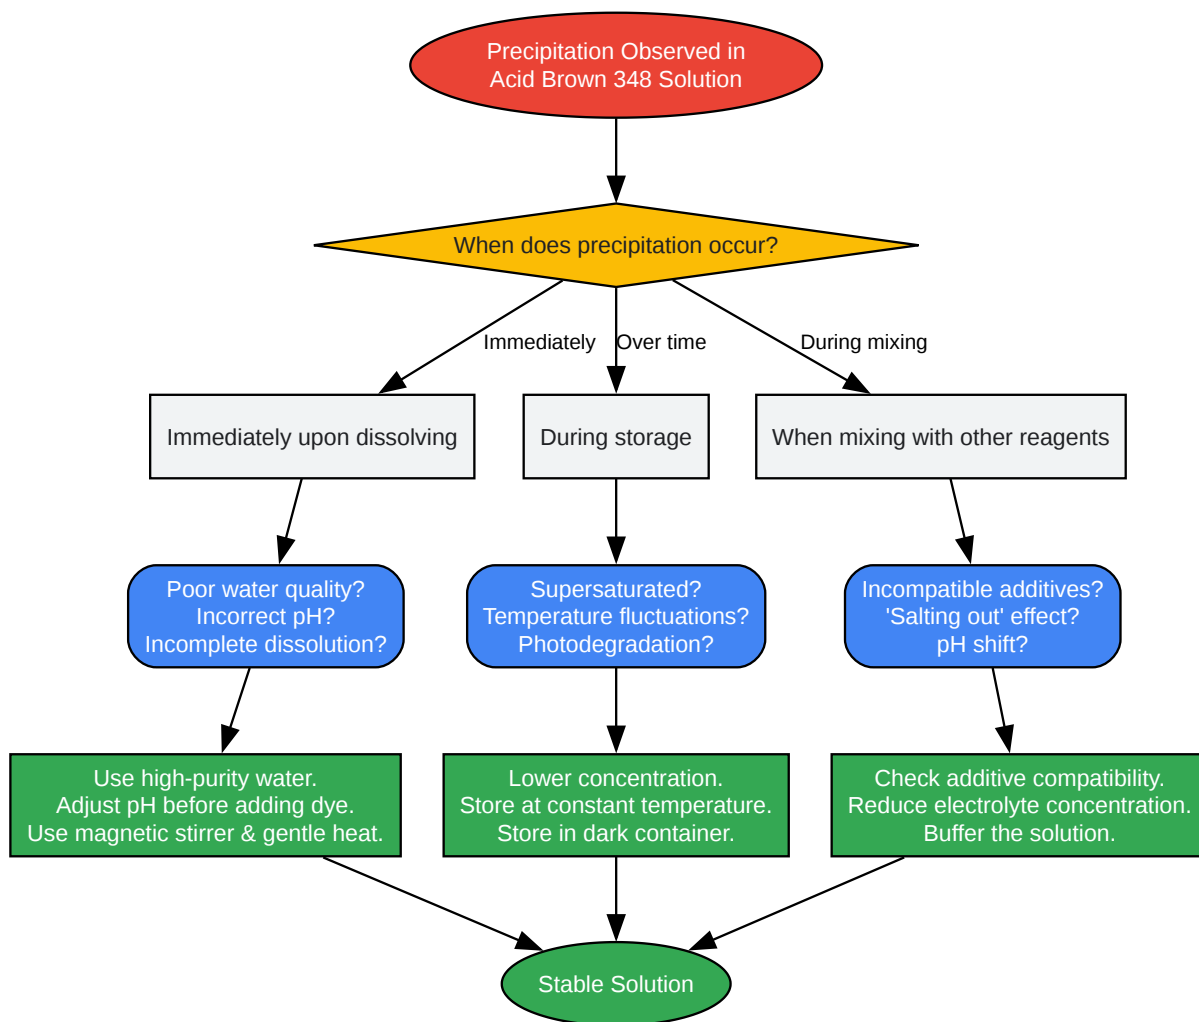 Precipitation Observed in
Acid Brown 348 Solution
When does precipitation occur?
Immediately
Over time
During mixing
Immediately upon dissolving
During storage
When mixing with other reagents
Poor water quality?
Incorrect pH?
Incomplete dissolution?
Supersaturated?
Temperature fluctuations?
Photodegradation?
Incompatible additives?
'Salting out' effect?
pH shift?
Use high-purity water.
Adjust pH before adding dye.
Use magnetic stirrer & gentle heat.
Lower concentration.
Store at constant temperature.
Store in dark container.
Check additive compatibility.
Reduce electrolyte concentration.
Buffer the solution.
Stable Solution